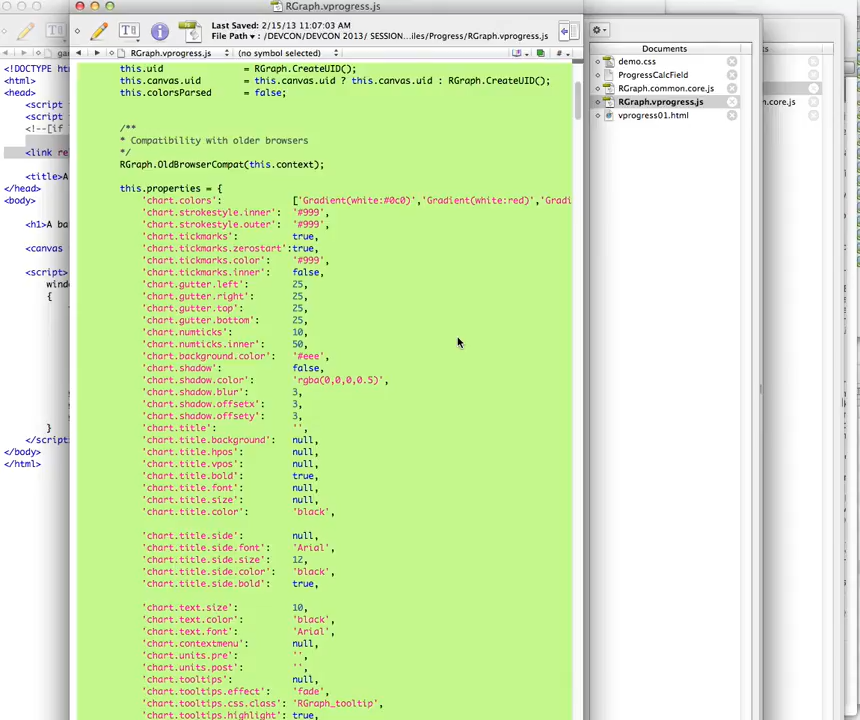 RGraph.vprogress.js
Last Saved: 2/15/13 11:07:03 AM
File Path ▾ : /DEVCON/DEVCON 2013/ SESSION...iles/Progress/RGraph.vprogress.js
RGraph.vprogress.js (no symbol selected)
this.uid = RGraph.CreateUID();
this.canvas.uid = this.canvas.uid ? this.canvas.uid : RGraph.CreateUID();
this.colorsParsed = false;
/**
* Compatibility with older browsers
*/
RGraph.OldBrowserCompat(this.context);
this.properties = {
'chart.colors': ['Gradient(white:#0c0)','Gradient(white:red)','Gradi
'chart.strokestyle.inner': '#999',
'chart.strokestyle.outer': '#999',
'chart.tickmarks': true,
'chart.tickmarks.zerostart':true,
'chart.tickmarks.color': '#999',
'chart.tickmarks.inner': false,
'chart.gutter.left': 25,
'chart.gutter.right': 25,
'chart.gutter.top': 25,
'chart.gutter.bottom': 25,
'chart.numticks': 10,
'chart.numticks.inner': 50,
'chart.background.color': '#eee',
'chart.shadow': false,
'chart.shadow.color': 'rgba(0,0,0,0.5)',
'chart.shadow.blur': 3,
'chart.shadow.offsetx': 3,
'chart.shadow.offsety': 3,
'chart.title': '',
'chart.title.background': null,
'chart.title.hpos': null,
'chart.title.vpos': null,
'chart.title.bold': true,
'chart.title.font': null,
'chart.title.size': null,
'chart.title.color': 'black',
'chart.title.side': null,
'chart.title.side.font': 'Arial',
'chart.title.side.size': 12,
'chart.title.side.color': 'black',
'chart.title.side.bold': true,
'chart.text.size': 10,
'chart.text.color': 'black',
'chart.text.font': 'Arial',
'chart.contextmenu': null,
'chart.units.pre': '',
'chart.units.post': '',
'chart.tooltips': null,
'chart.tooltips.effect': 'fade',
'chart.tooltips.css.class': 'RGraph_tooltip',
'chart.tooltips.highlight': true,
<!DOCTYPE ht
<html>
<head>
<script
<script
<!--[if
<link re
<title>A
</head>
<body>
<h1>A ba
<canvas
<script>
windo
{
}
</script>
</body>
</html>
Documents
demo.css
ProgressCalcField
RGraph.common.core.js
RGraph.vprogress.js
vprogress01.html
ts
n.core.js